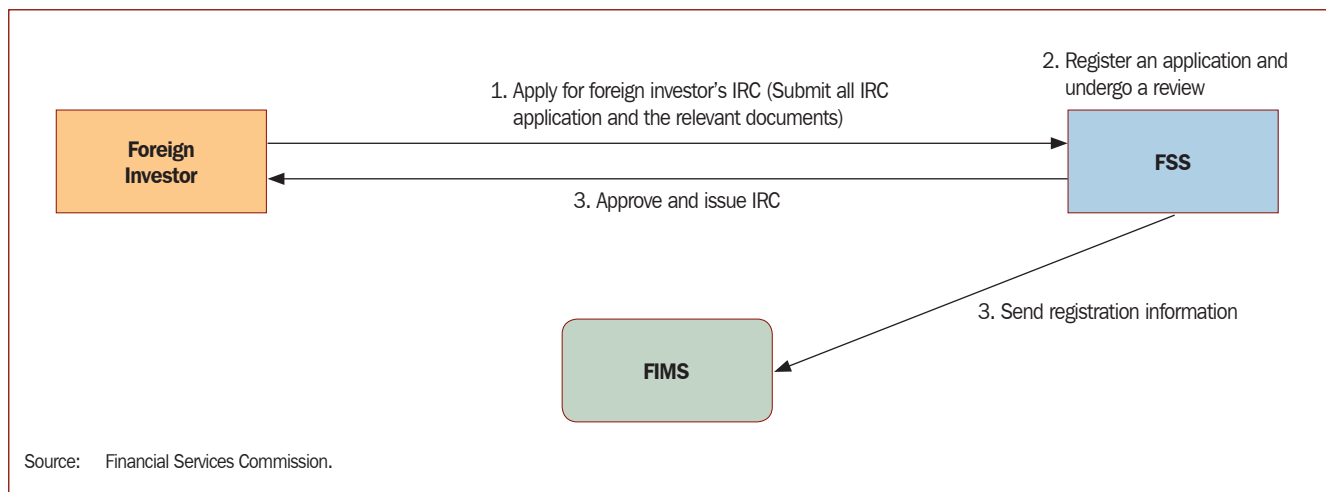 1. Apply for foreign investor's IRC (Submit all IRC
application and the relevant documents)
2. Register an application and
undergo a review
Foreign
Investor
FSS
3. Approve and issue IRC
3. Send registration information
FIMS
Source: Financial Services Commission.